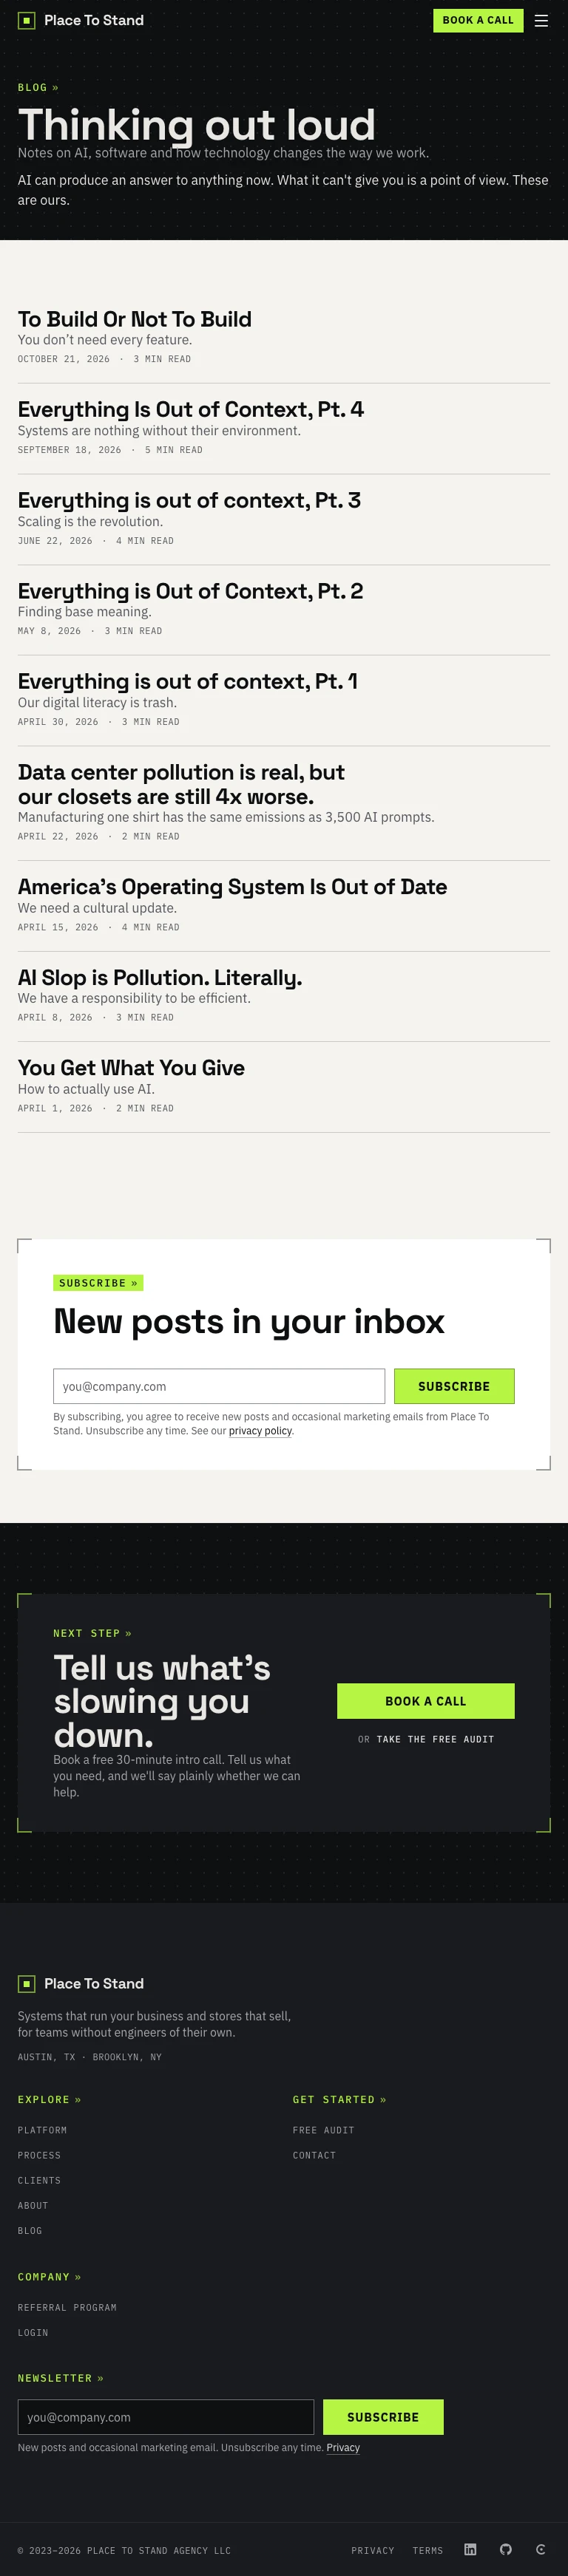 Place To Stand
BOOK A CALL
BLOG »
Thinking out loud
Notes on AI, software and how technology changes the way we work.
AI can produce an answer to anything now. What it can't give you is a point of view. These
are ours.
To Build Or Not To Build
You don’t need every feature.
OCTOBER 21, 2026 · 3 MIN READ
Everything Is Out of Context, Pt. 4
Systems are nothing without their environment.
SEPTEMBER 18, 2026 · 5 MIN READ
Everything is out of context, Pt. 3
Scaling is the revolution.
JUNE 22, 2026 · 4 MIN READ
Everything is Out of Context, Pt. 2
Finding base meaning.
MAY 8, 2026 · 3 MIN READ
Everything is out of context, Pt. 1
Our digital literacy is trash.
APRIL 30, 2026 · 3 MIN READ
Data center pollution is real, but
our closets are still 4x worse.
Manufacturing one shirt has the same emissions as 3,500 AI prompts.
APRIL 22, 2026 · 2 MIN READ
America’s Operating System Is Out of Date
We need a cultural update.
APRIL 15, 2026 · 4 MIN READ
AI Slop is Pollution. Literally.
We have a responsibility to be efficient.
APRIL 8, 2026 · 3 MIN READ
You Get What You Give
How to actually use AI.
APRIL 1, 2026 · 2 MIN READ
SUBSCRIBE »
New posts in your inbox
you@company.com
SUBSCRIBE
By subscribing, you agree to receive new posts and occasional marketing emails from Place To
Stand. Unsubscribe any time. See our privacy policy.
NEXT STEP »
Tell us what’s
slowing you
down.
Book a free 30-minute intro call. Tell us what
you need, and we'll say plainly whether we can
help.
BOOK A CALL
OR TAKE THE FREE AUDIT
Place To Stand
Systems that run your business and stores that sell,
for teams without engineers of their own.
AUSTIN, TX · BROOKLYN, NY
EXPLORE »
PLATFORM
PROCESS
CLIENTS
ABOUT
BLOG
GET STARTED »
FREE AUDIT
CONTACT
COMPANY »
REFERRAL PROGRAM
LOGIN
NEWSLETTER »
you@company.com
SUBSCRIBE
New posts and occasional marketing email. Unsubscribe any time. Privacy
© 2023–2026 PLACE TO STAND AGENCY LLC
PRIVACY
TERMS